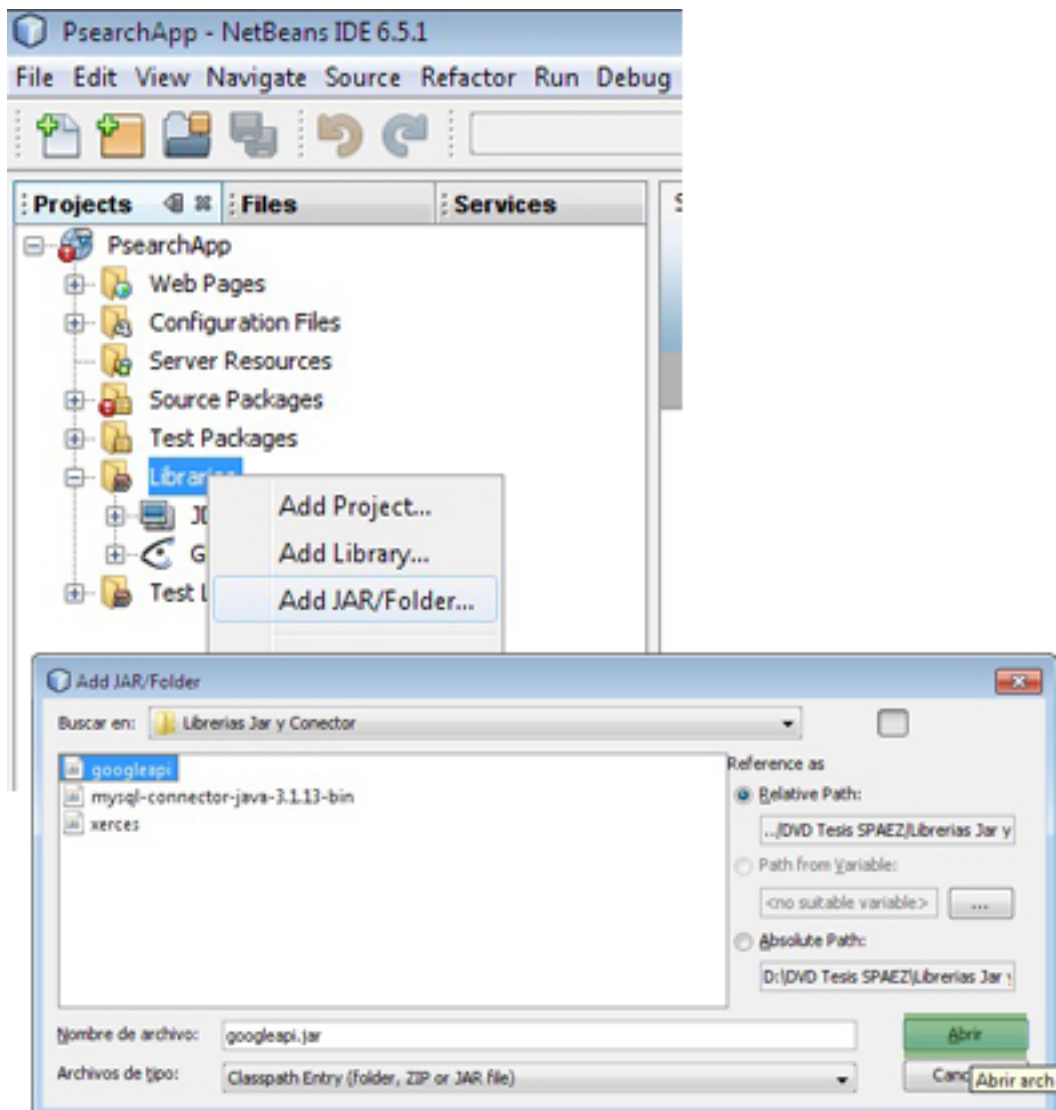 PsearchApp - NetBeans IDE 6.5.1
File Edit View Navigate Source Refactor Run Debug
Projects Files Services
PsearchApp
Web Pages
Configuration Files
Server Resources
Source Packages
Test Packages
Libraries
Add Project...
Add Library...
Test L
Add JAR/Folder...
Add JAR/Folder
Buscar en: Librerias Jar y Conector
googleapi
mysql-connector-java-3.1.13-bin
xerces
Reference as
Relative Path:
../DVD Tesis SPAEZ/Librerias Jar y
Path from Variable:
<no suitable variable> ...
Absolute Path:
D:\DVD Tesis SPAEZ\Librerias Jar y
Nombre de archivo: googleapi.jar Abrir
Archivos de tipo: Classpath Entry (folder, ZIP or JAR file) Canc Abrir arch